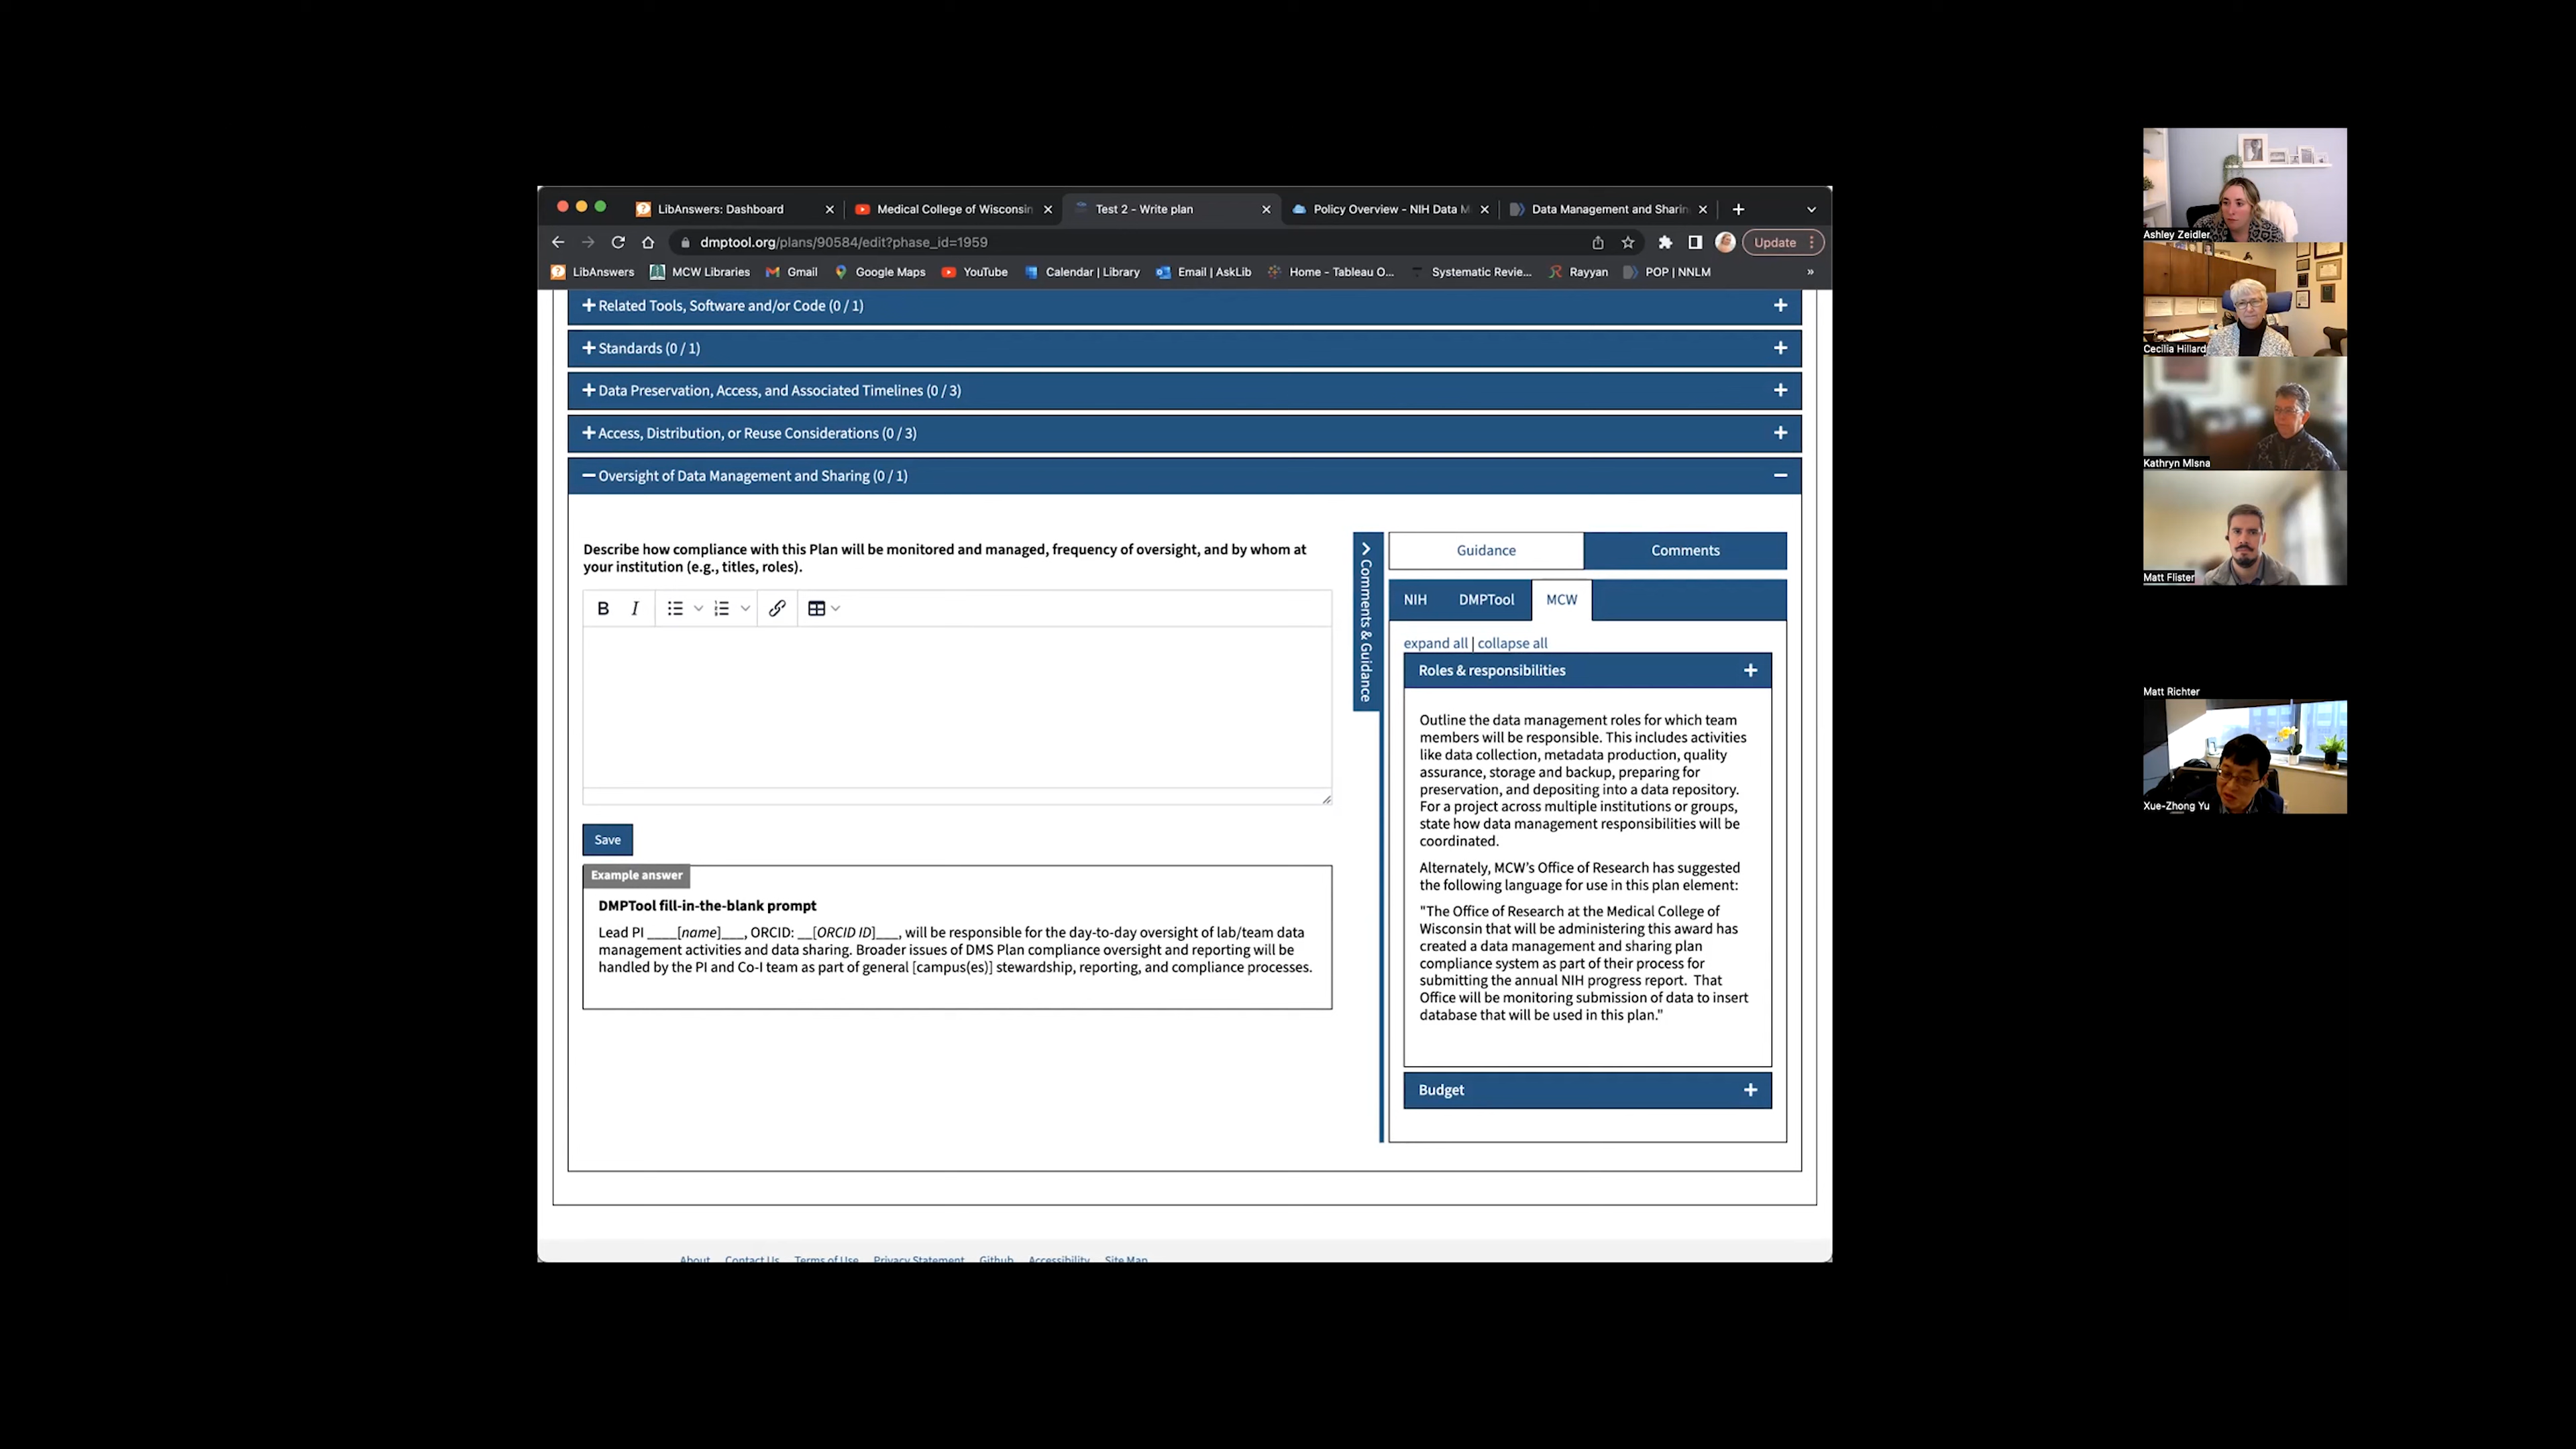 LibAnswers: Dashboard
Medical College of Wisconsin
Test 2 - Write plan
Policy Overview - NIH Data M
Data Management and Sharin
dmptool.org/plans/90584/edit?phase_id=1959
Update
LibAnswers
MCW Libraries
Gmail
Google Maps
YouTube
Calendar | Library
Email | AskLib
Home - Tableau O...
Systematic Revie...
Rayyan
POP | NNLM
»
Related Tools, Software and/or Code (0 / 1)
Standards (0 / 1)
Data Preservation, Access, and Associated Timelines (0 / 3)
Access, Distribution, or Reuse Considerations (0 / 3)
Oversight of Data Management and Sharing (0 / 1)
Describe how compliance with this Plan will be monitored and managed, frequency of oversight, and by whom at
your institution (e.g., titles, roles).
B I
Save
Example answer
DMPTool fill-in-the-blank prompt
Lead PI ____[name]___, ORCID: __[ORCID ID]___, will be responsible for the day-to-day oversight of lab/team data
management activities and data sharing. Broader issues of DMS Plan compliance oversight and reporting will be
handled by the PI and Co-I team as part of general [campus(es)] stewardship, reporting, and compliance processes.
Comments & Guidance
Guidance
Comments
NIH
DMPTool
MCW
expand all | collapse all
Roles & responsibilities
Outline the data management roles for which team
members will be responsible. This includes activities
like data collection, metadata production, quality
assurance, storage and backup, preparing for
preservation, and depositing into a data repository.
For a project across multiple institutions or groups,
state how data management responsibilities will be
coordinated.
Alternately, MCW's Office of Research has suggested
the following language for use in this plan element:
"The Office of Research at the Medical College of
Wisconsin that will be administering this award has
created a data management and sharing plan
compliance system as part of their process for
submitting the annual NIH progress report. That
Office will be monitoring submission of data to insert
database that will be used in this plan."
Budget
About
Contact Us
Terms of Use
Privacy Statement
Github
Accessibility
Site Map
Ashley Zeidler
Cecilia Hillard
Kathryn Misna
Matt Flister
Matt Richter
Xue-Zhong Yu